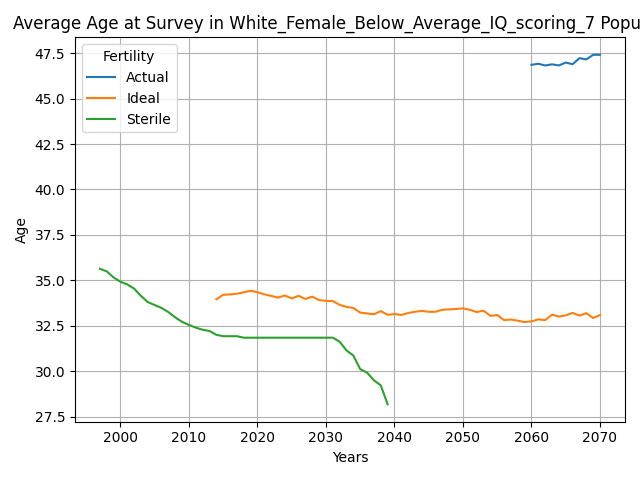 Average Age at Survey in White_Female_Below_Average_IQ_scoring_7 Popu
Fertility
Actual
Ideal
Sterile
Age
47.5
45.0
42.5
40.0
37.5
35.0
32.5
30.0
27.5
2000 2010 2020 2030 2040 2050 2060 2070
Years